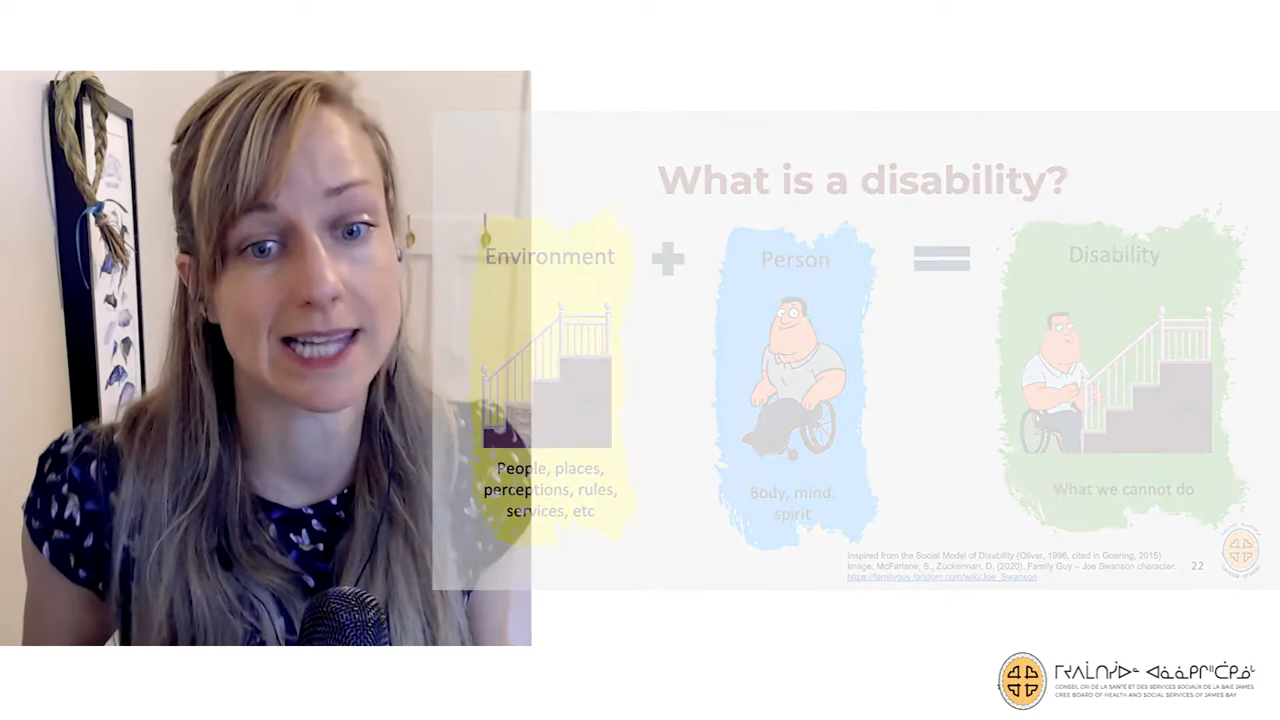 What is a disability?
Environment
Person
Disability
People, places,
perceptions, rules,
services, etc
Body, mind,
spirit
What we cannot do
Inspired from the Social Model of Disability (Oliver, 1996, cited in Goering, 2015)
Image: McFarlane, S., Zuckerman, D. (2020). Family Guy – Joe Swanson character.
https://familyguy.fandom.com/wiki/Joe_Swanson
22
CONSEIL CRI DE LA SANTÉ ET DES SERVICES SOCIAUX DE LA BAIE JAMES
CREE BOARD OF HEALTH AND SOCIAL SERVICES OF JAMES BAY